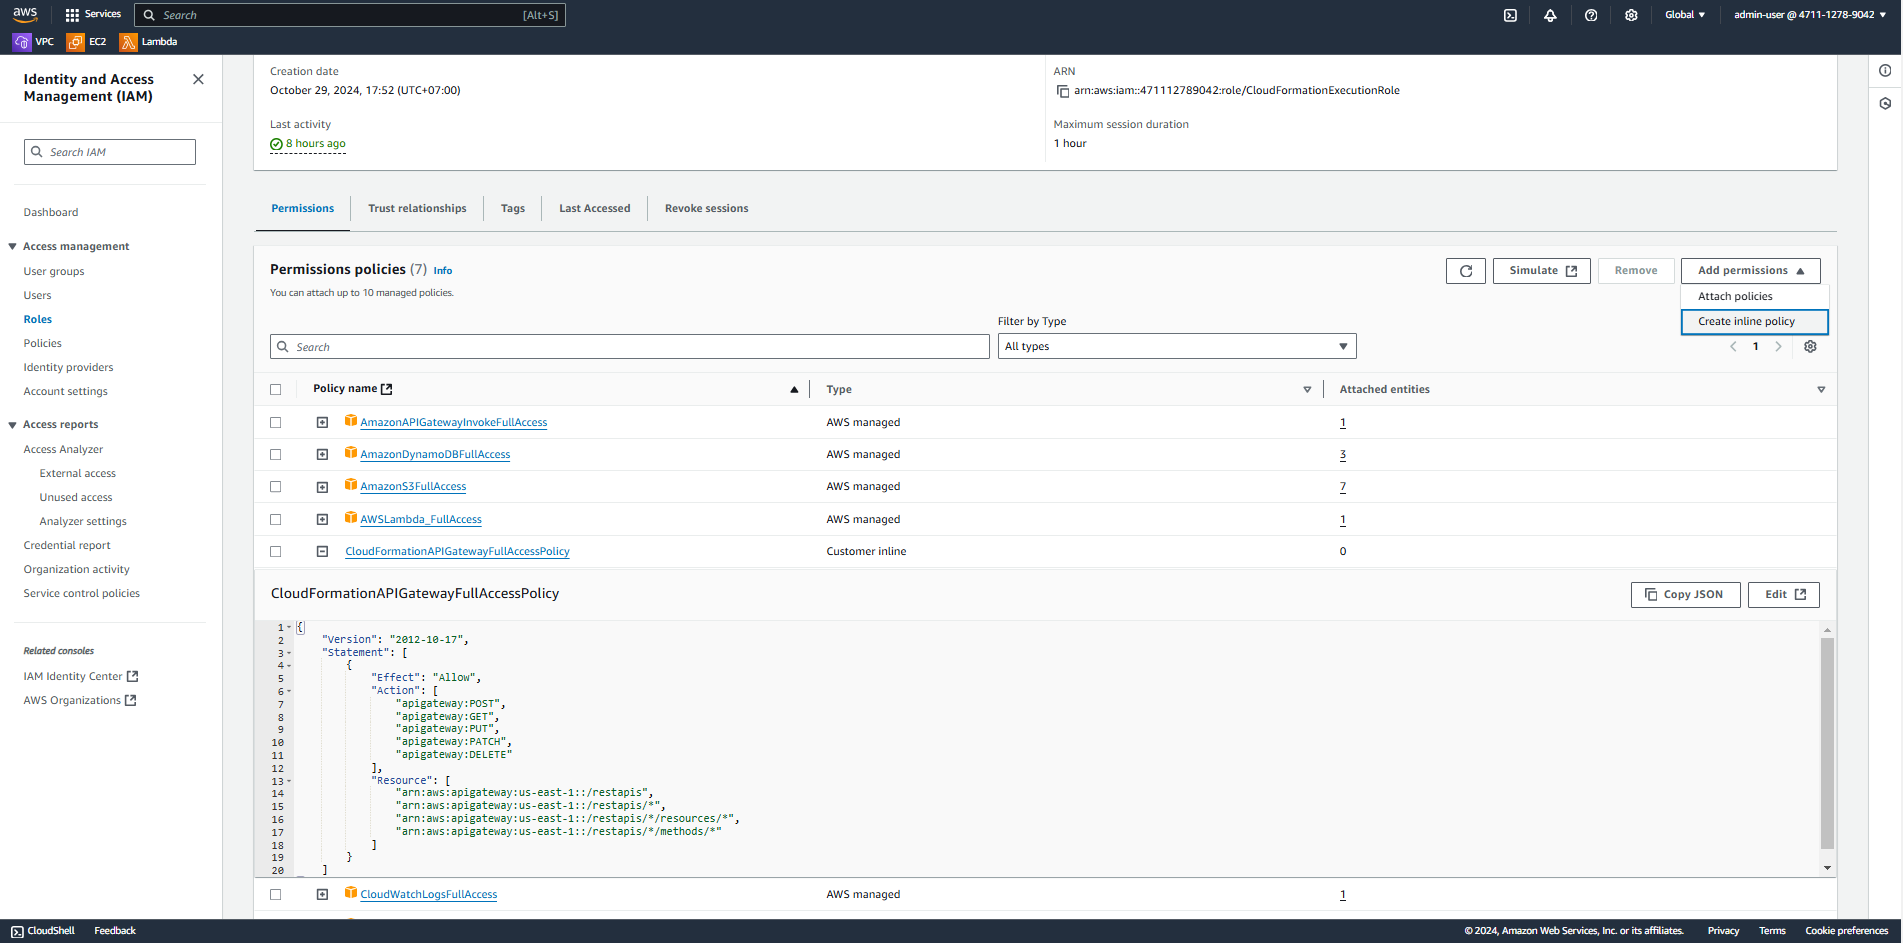 aws
Services
Search
[Alt+S]
Global
admin-user @ 4711-1278-9042
VPC
EC2
Lambda
Identity and Access
Management (IAM)
Search IAM
Dashboard
Access management
User groups
Users
Roles
Policies
Identity providers
Account settings
Access reports
Access Analyzer
External access
Unused access
Analyzer settings
Credential report
Organization activity
Service control policies
Related consoles
IAM Identity Center
AWS Organizations
Creation date
October 29, 2024, 17:52 (UTC+07:00)
ARN
arn:aws:iam::471112789042:role/CloudFormationExecutionRole
Last activity
8 hours ago
Maximum session duration
1 hour
Permissions
Trust relationships
Tags
Last Accessed
Revoke sessions
Permissions policies (7) Info
You can attach up to 10 managed policies.
Simulate
Remove
Add permissions
Attach policies
Create inline policy
Filter by Type
Search
All types
1
Policy name
Type
Attached entities
AmazonAPIGatewayInvokeFullAccess AWS managed 1
AmazonDynamoDBFullAccess AWS managed 3
AmazonS3FullAccess AWS managed 7
AWSLambda_FullAccess AWS managed 1
CloudFormationAPIGatewayFullAccessPolicy Customer inline 0
CloudFormationAPIGatewayFullAccessPolicy
Copy JSON
Edit
1 {
2 "Version": "2012-10-17",
3 "Statement": [
4 {
5 "Effect": "Allow",
6 "Action": [
7 "apigateway:POST",
8 "apigateway:GET",
9 "apigateway:PUT",
10 "apigateway:PATCH",
11 "apigateway:DELETE"
12 ],
13 "Resource": [
14 "arn:aws:apigateway:us-east-1::/restapis",
15 "arn:aws:apigateway:us-east-1::/restapis/*",
16 "arn:aws:apigateway:us-east-1::/restapis/*/resources/*",
17 "arn:aws:apigateway:us-east-1::/restapis/*/methods/*"
18 ]
19 }
20 ]
CloudWatchLogsFullAccess AWS managed 1
CloudShell
Feedback
© 2024, Amazon Web Services, Inc. or its affiliates.
Privacy
Terms
Cookie preferences